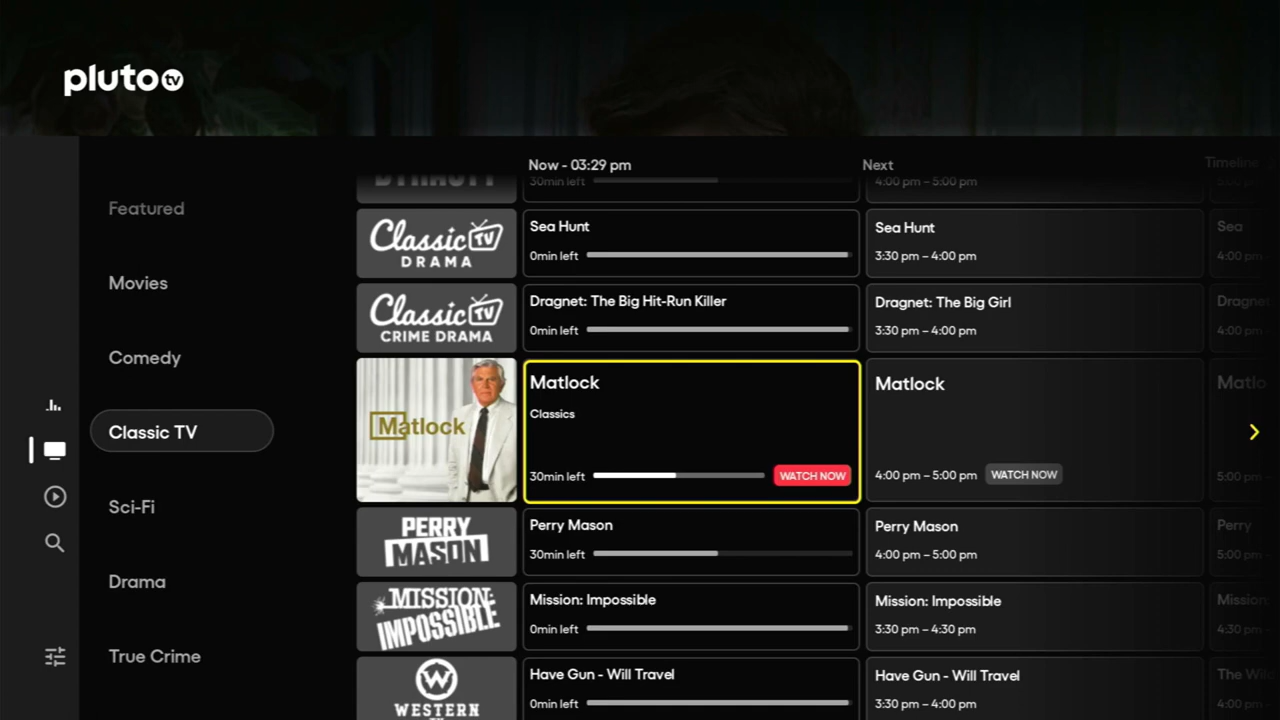 pluto tv
Now - 03:29 pm
Next
Timeline
DYNASTY
30min left
4:00 pm – 5:00 pm
5:00 pm
Featured
Classic TV
DRAMA
Sea Hunt
0min left
Sea Hunt
3:30 pm – 4:00 pm
Sea
4:00 pm
Movies
Classic TV
CRIME DRAMA
Dragnet: The Big Hit-Run Killer
0min left
Dragnet: The Big Girl
3:30 pm – 4:00 pm
Dragnet
4:00 pm
Comedy
Classic TV
Matlock
Matlock
Classics
30min left
WATCH NOW
Matlock
4:00 pm – 5:00 pm
WATCH NOW
Matlo
5:00 pm
Sci-Fi
PERRY
MASON
Perry Mason
30min left
Perry Mason
4:00 pm – 5:00 pm
Perry
5:00 pm
Drama
MISSION:
IMPOSSIBLE
Mission: Impossible
0min left
Mission: Impossible
3:30 pm – 4:30 pm
Mission:
4:30 pm
True Crime
W
WESTERN
Have Gun - Will Travel
0min left
Have Gun - Will Travel
3:30 pm – 4:00 pm
The Wil
4:00 pm